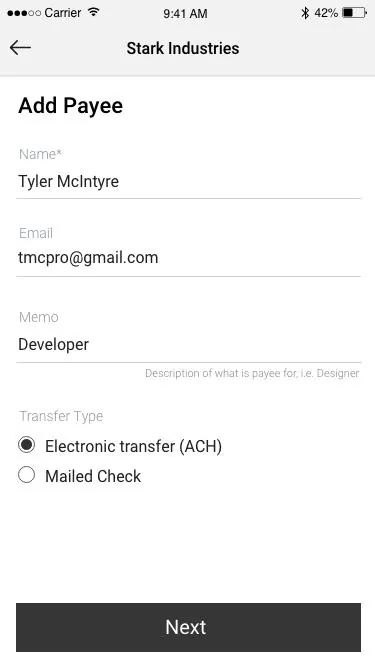 Carrier 9:41 AM 42%
Stark Industries
Add Payee
Name*
Tyler McIntyre
Email
tmcpro@gmail.com
Memo
Developer
Description of what is payee for, i.e. Designer
Transfer Type
Electronic transfer (ACH)
Mailed Check
Next